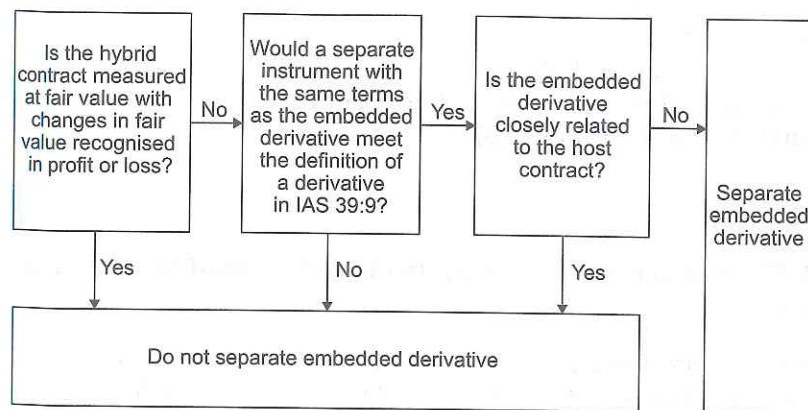 Is the hybrid
contract measured
at fair value with
changes in fair
value recognised
in profit or loss?
No
Would a separate
instrument with
the same terms
as the embedded
derivative meet
the definition of
a derivative
in IAS 39:9?
Yes
Is the embedded
derivative
closely related
to the host
contract?
No
Separate
embedded
derivative
Yes
No
Yes
Do not separate embedded derivative